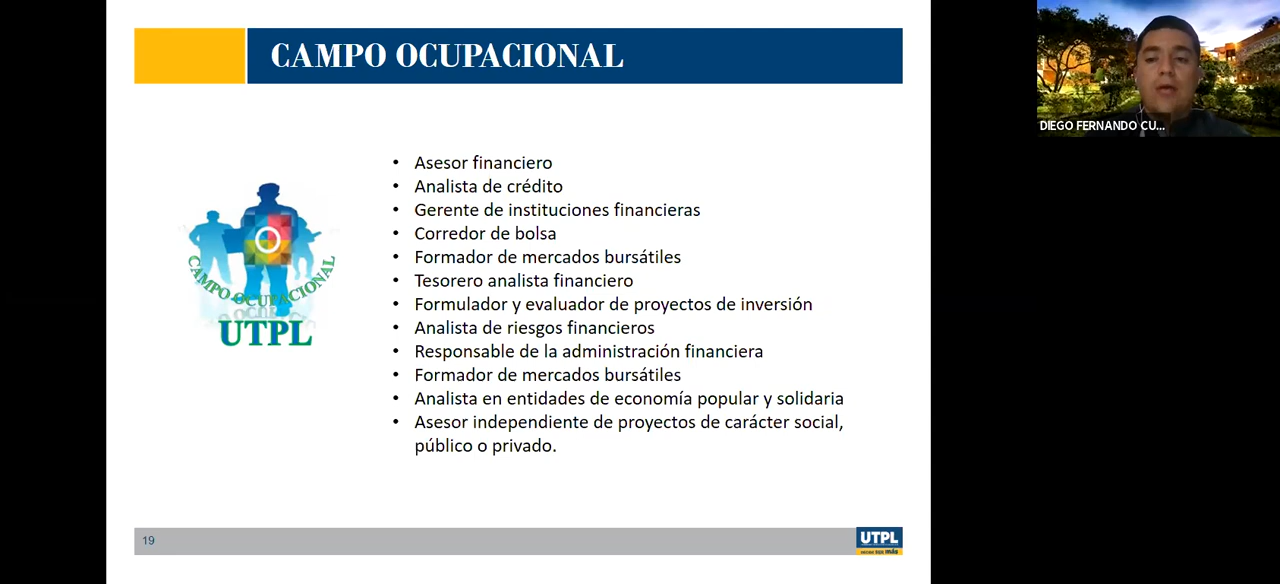 CAMPO OCUPACIONAL
DIEGO FERNANDO CU...
• Asesor financiero
• Analista de crédito
• Gerente de instituciones financieras
• Corredor de bolsa
• Formador de mercados bursátiles
• Tesorero analista financiero
• Formulador y evaluador de proyectos de inversión
• Analista de riesgos financieros
• Responsable de la administración financiera
• Formador de mercados bursátiles
• Analista en entidades de economía popular y solidaria
• Asesor independiente de proyectos de carácter social,
público o privado.
CAMPO OCUPACIONAL
UTPL
19
UTPL
más